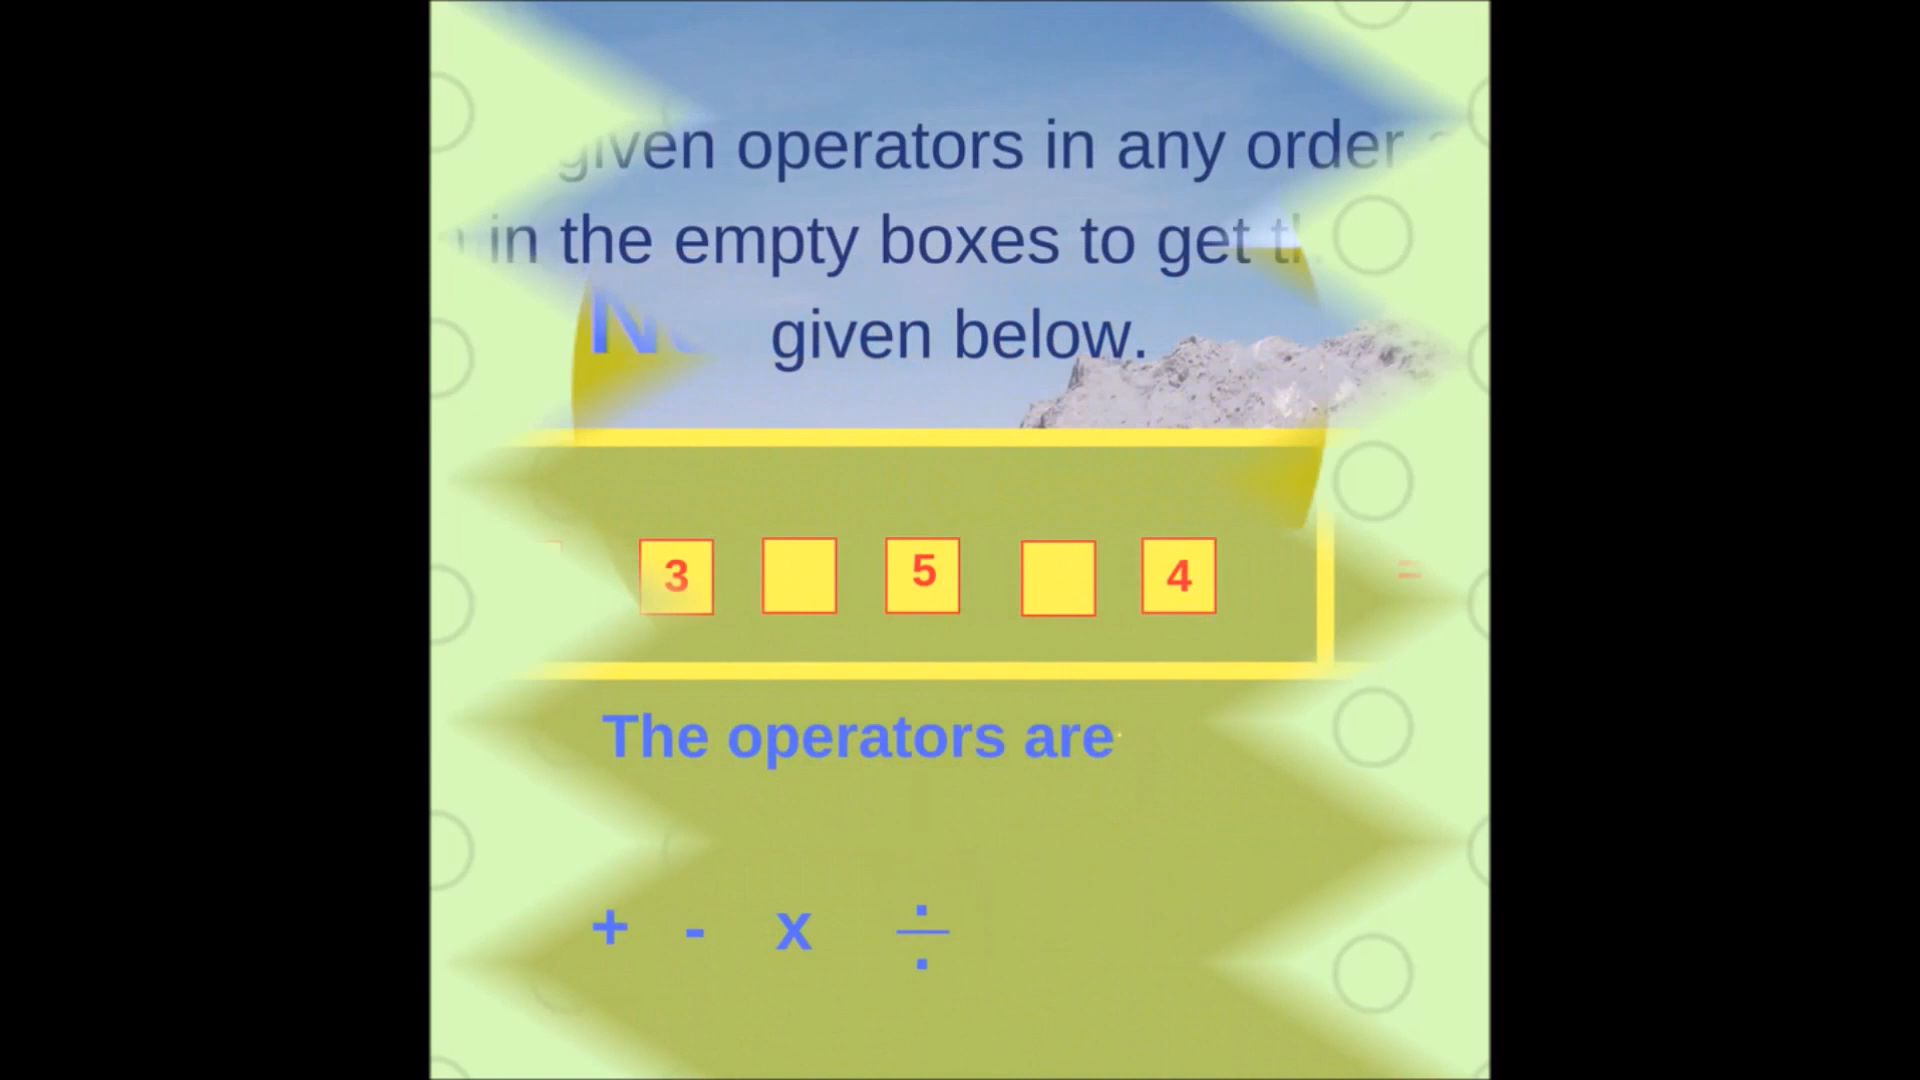 given operators in any order
in the empty boxes to get
given below.
3 5 4 =
The operators are
+ - x ÷